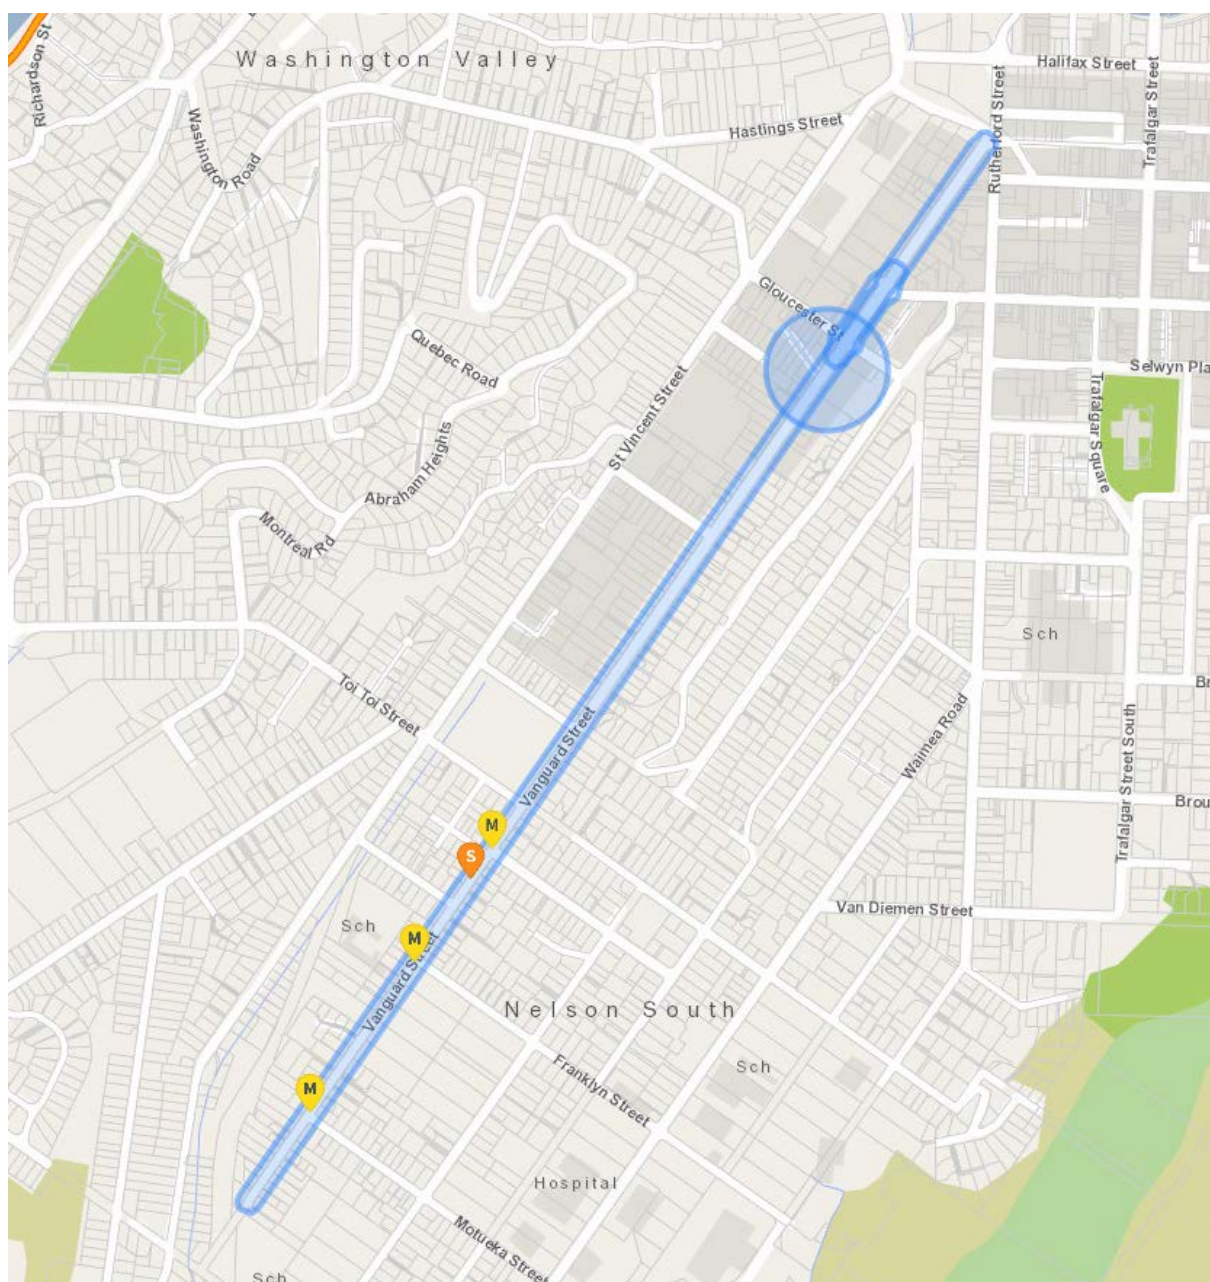 Washington Valley
Halifax Street
Richardson St
Washington Road
Hastings Street
Rutherford Street
Trafalgar Street
Gloucester St
Quebec Road
Selwyn Pla
St Vincent Street
Trafalgar Square
Abraham Heights
Montreal Rd
Sch
Toi Toi Street
Br
Vanguard Street
Waimea Road
Trafalgar Street South
Brou
M
S
Van Diemen Street
Sch
M
Vanguard Street
Nelson South
Sch
M
Franklyn Street
Hospital
Motueka Street
Sch